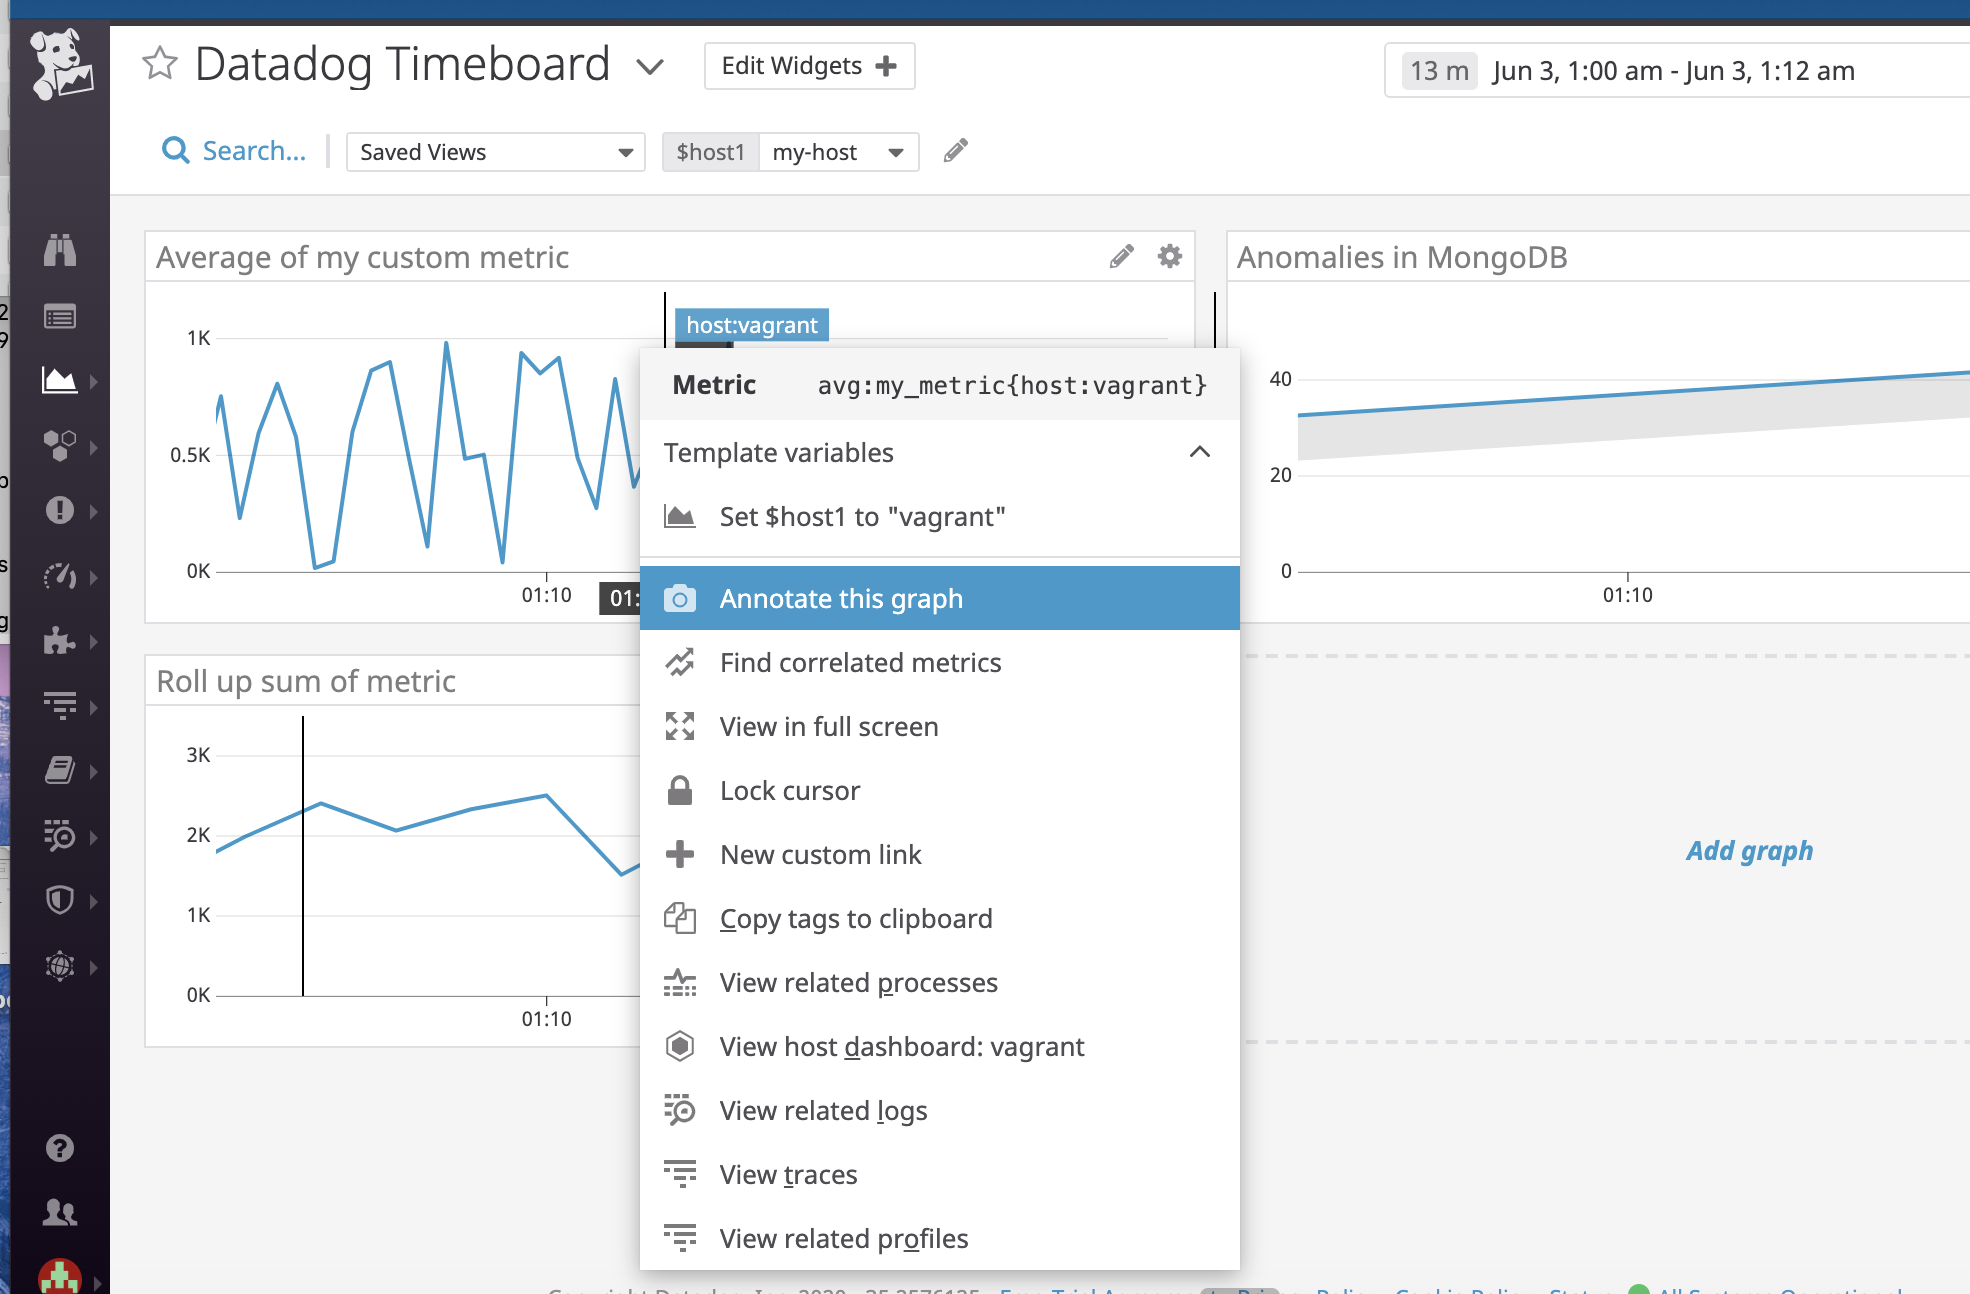 Datadog Timeboard
Edit Widgets
13 m Jun 3, 1:00 am - Jun 3, 1:12 am
Search...
Saved Views
$host1 my-host
Average of my custom metric
1K
0.5K
0K
01:10
01:
host:vagrant
Anomalies in MongoDB
40
20
0
01:10
Metric avg:my_metric{host:vagrant}
Template variables
Set $host1 to "vagrant"
Annotate this graph
Find correlated metrics
View in full screen
Lock cursor
New custom link
Copy tags to clipboard
View related processes
View host dashboard: vagrant
View related logs
View traces
View related profiles
Roll up sum of metric
3K
2K
1K
0K
01:10
Add graph